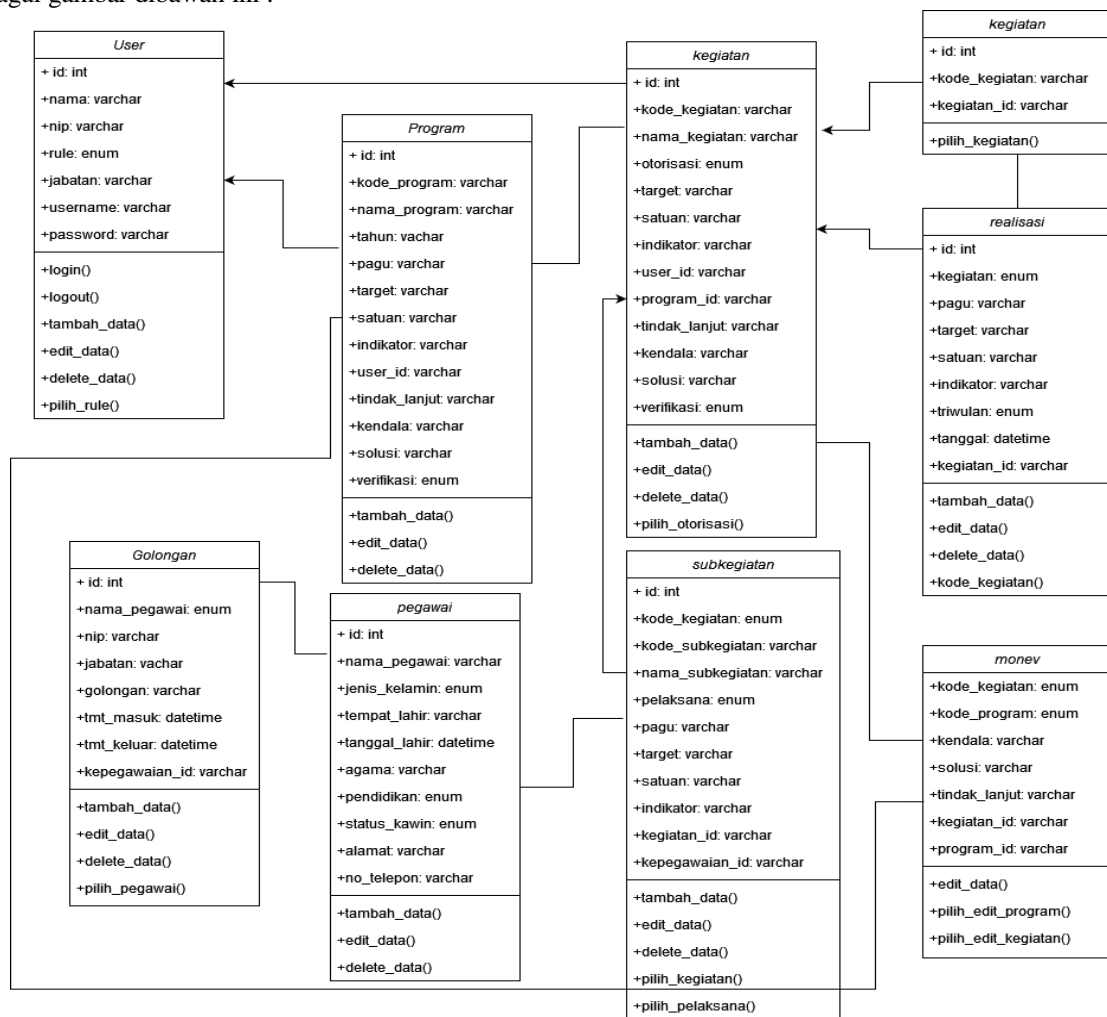 User
+ id: int
+nama: varchar
+nip: varchar
+rule: enum
+jabatan: varchar
+username: varchar
+password: varchar
+login()
+logout()
+tambah_data()
+edit_data()
+delete_data()
+pilih_rule()
Program
+ id: int
+kode_program: varchar
+nama_program: varchar
+tahun: vachar
+pagu: varchar
+target: varchar
+satuan: varchar
+indikator: varchar
+user_id: varchar
+tindak_lanjut: varchar
+kendala: varchar
+solusi: varchar
+verifikasi: enum
+tambah_data()
+edit_data()
+delete_data()
kegiatan
+ id: int
+kode_kegiatan: varchar
+nama_kegiatan: varchar
+otorisasi: enum
+target: varchar
+satuan: varchar
+indikator: varchar
+user_id: varchar
+program_id: varchar
+tindak_lanjut: varchar
+kendala: varchar
+solusi: varchar
+verifikasi: enum
+tambah_data()
+edit_data()
+delete_data()
+pilih_otorisasi()
kegiatan
+ id: int
+kode_kegiatan: varchar
+kegiatan_id: varchar
+pilih_kegiatan()
realisasi
+ id: int
+kegiatan: enum
+pagu: varchar
+target: varchar
+satuan: varchar
+indikator: varchar
+triwulan: enum
+tanggal: datetime
+kegiatan_id: varchar
+tambah_data()
+edit_data()
+delete_data()
+kode_kegiatan()
Golongan
+ id: int
+nama_pegawai: enum
+nip: varchar
+jabatan: vachar
+golongan: varchar
+tmt_masuk: datetime
+tmt_keluar: datetime
+kepegawaian_id: varchar
+tambah_data()
+edit_data()
+delete_data()
+pilih_pegawai()
pegawai
+ id: int
+nama_pegawai: varchar
+jenis_kelamin: enum
+tempat_lahir: varchar
+tanggal_lahir: datetime
+agama: varchar
+pendidikan: enum
+status_kawin: enum
+alamat: varchar
+no_telepon: varchar
+tambah_data()
+edit_data()
+delete_data()
subkegiatan
+ id: int
+kode_kegiatan: enum
+kode_subkegiatan: varchar
+nama_subkegiatan: varchar
+pelaksana: enum
+pagu: varchar
+target: varchar
+satuan: varchar
+indikator: varchar
+kegiatan_id: varchar
+kepegawaian_id: varchar
+tambah_data()
+edit_data()
+delete_data()
+pilih_kegiatan()
+pilih_pelaksana()
monev
+kode_kegiatan: enum
+kode_program: enum
+kendala: varchar
+solusi: varchar
+tindak_lanjut: varchar
+kegiatan_id: varchar
+program_id: varchar
+edit_data()
+pilih_edit_program()
+pilih_edit_kegiatan()